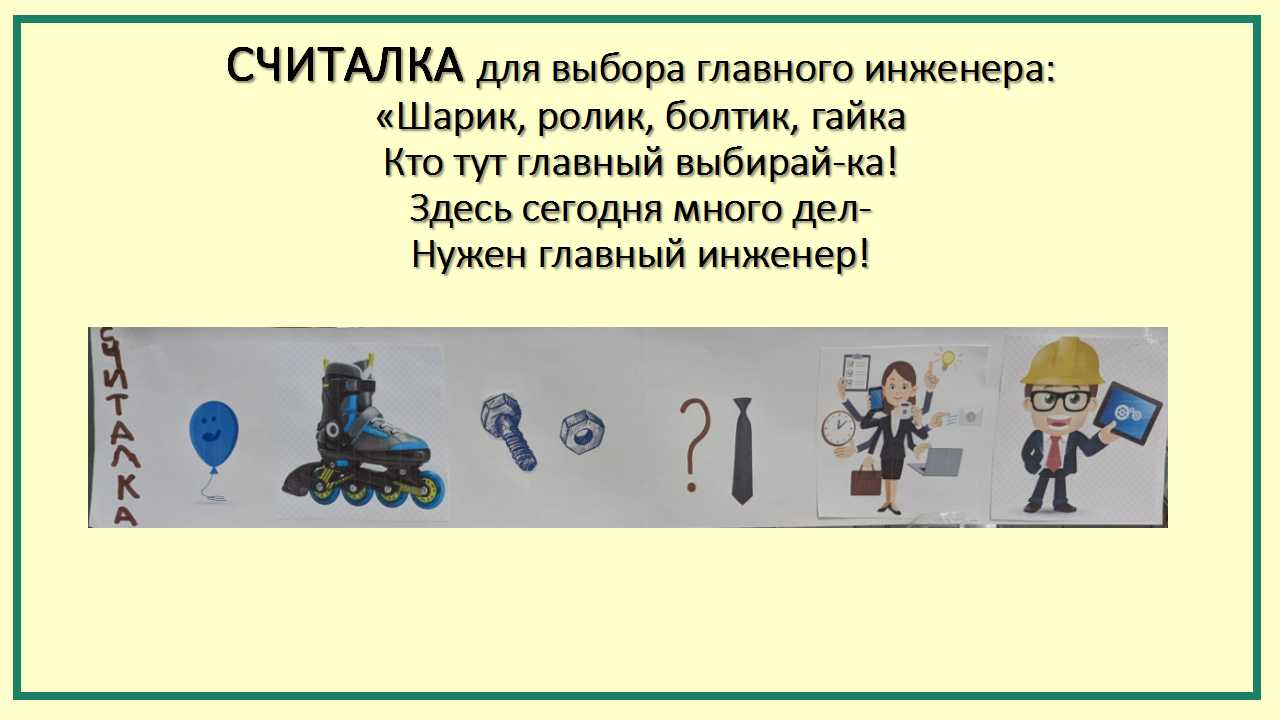 СЧИТАЛКА для выбора главного инженера:
«Шарик, ролик, болтик, гайка
Кто тут главный выбирай-ка!
Здесь сегодня много дел-
Нужен главный инженер!
СЧИТАЛКА
?